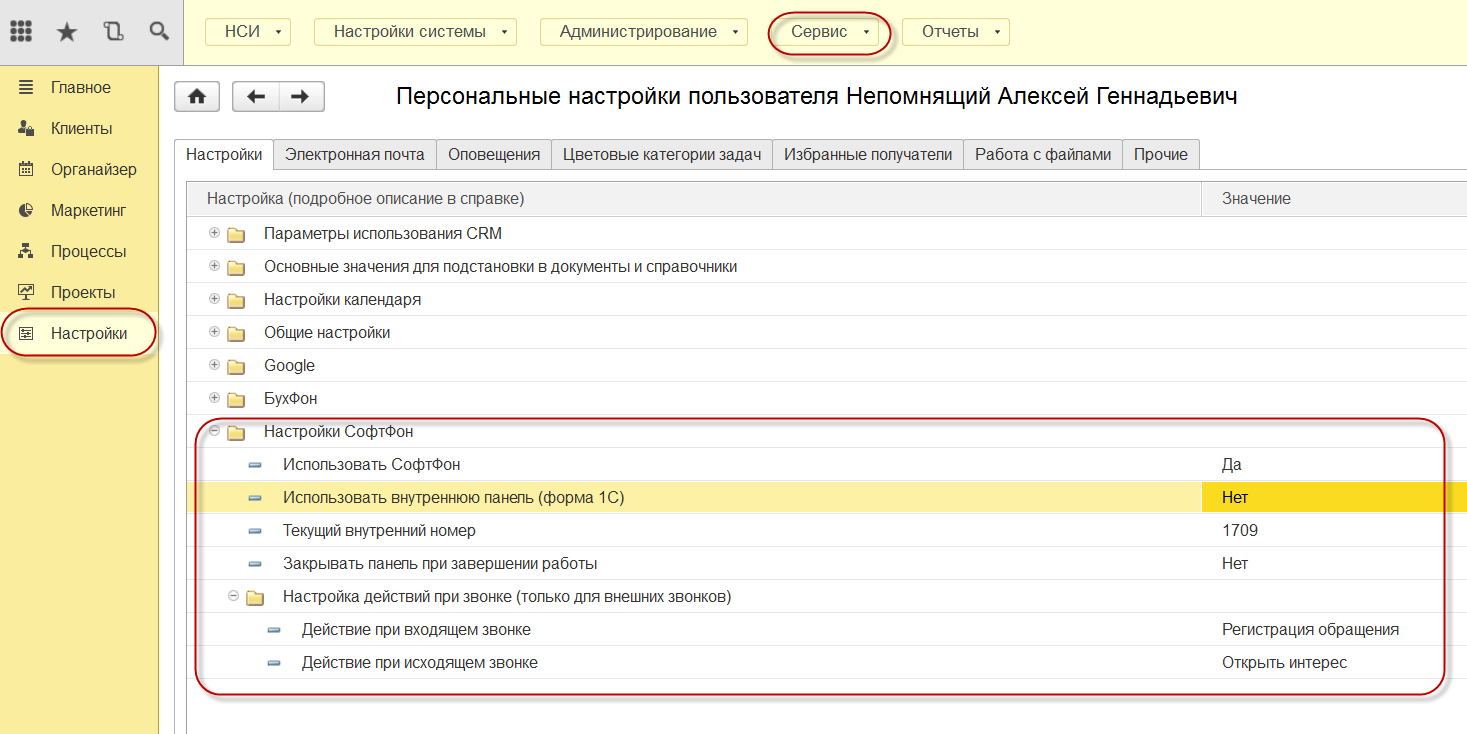 НСИ Настройки системы Администрирование Сервис Отчеты
Главное
Клиенты
Органайзер
Маркетинг
Процессы
Проекты
Настройки
Персональные настройки пользователя Непомнящий Алексей Геннадьевич
Настройки Электронная почта Оповещения Цветовые категории задач Избранные получатели Работа с файлами Прочие
Настройка (подробное описание в справке) Значение
Параметры использования CRM
Основные значения для подстановки в документы и справочники
Настройки календаря
Общие настройки
Google
БухФон
Настройки СофтФон
Использовать СофтФон Да
Использовать внутреннюю панель (форма 1С) Нет
Текущий внутренний номер 1709
Закрывать панель при завершении работы Нет
Настройка действий при звонке (только для внешних звонков)
Действие при входящем звонке Регистрация обращения
Действие при исходящем звонке Открыть интерес